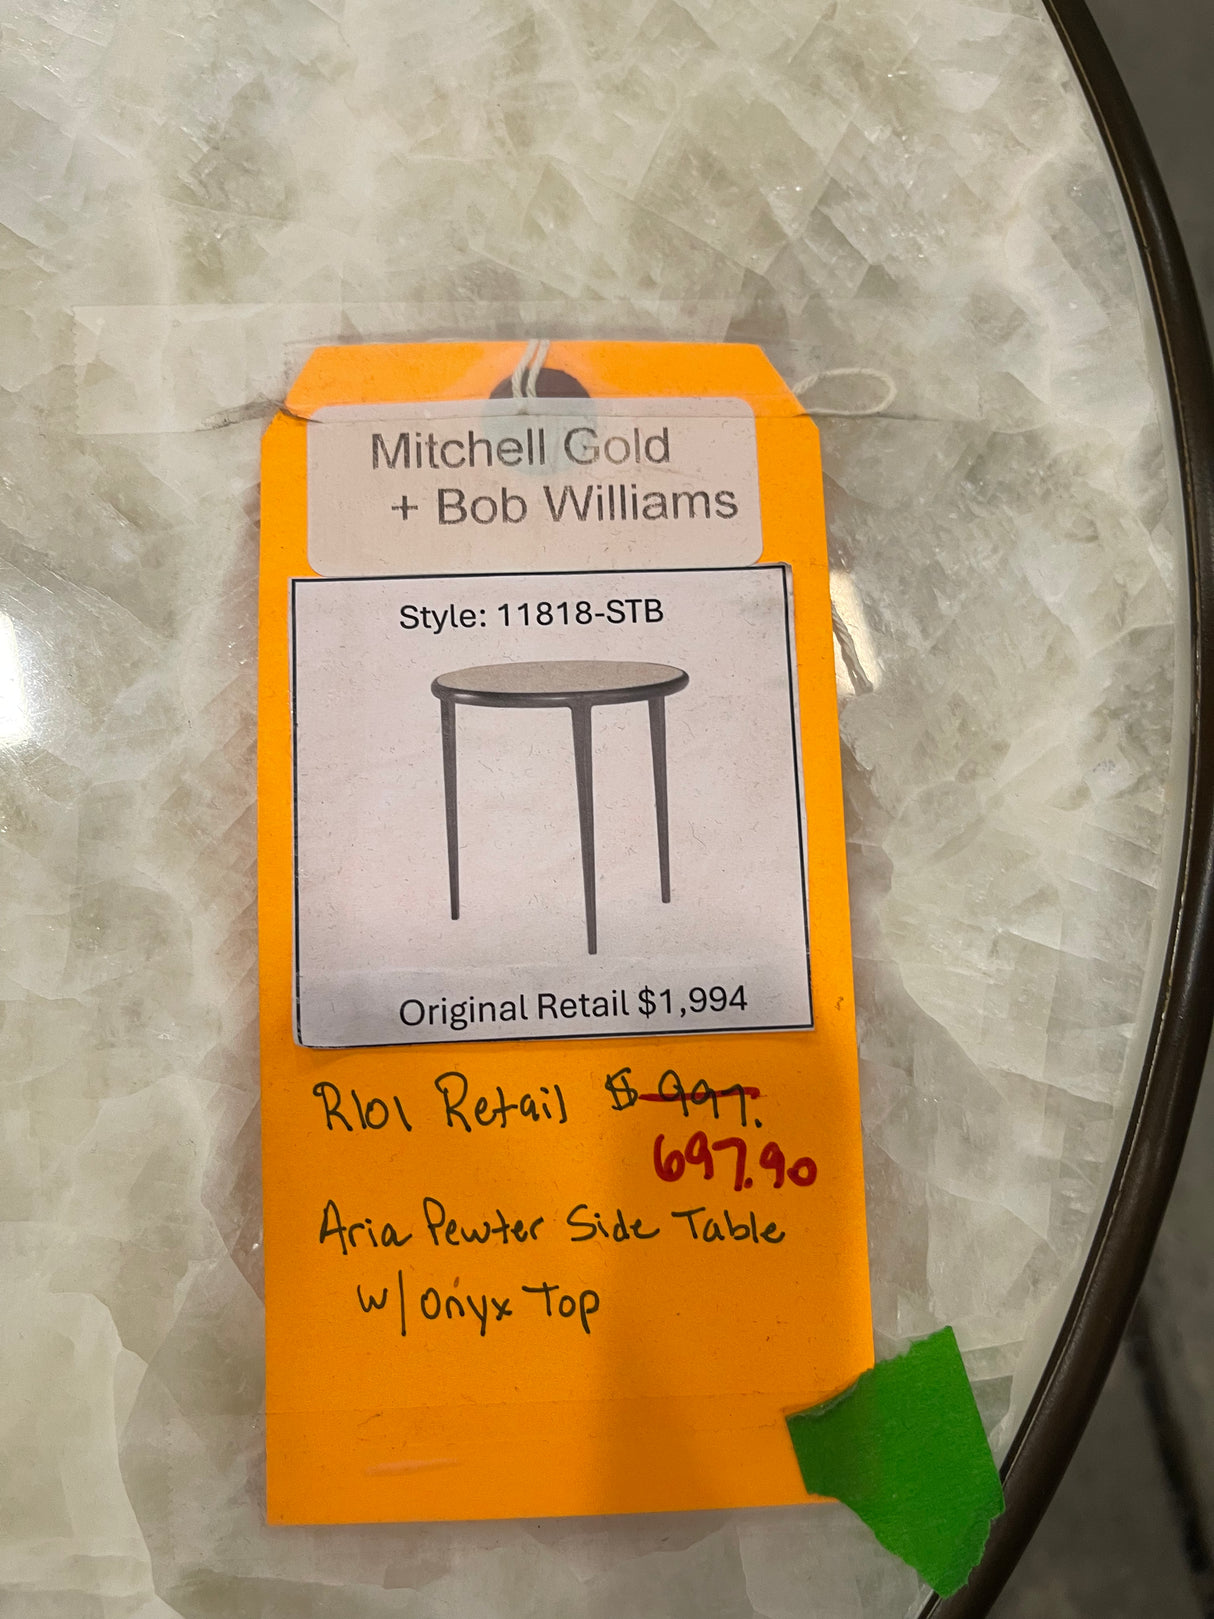 Mitchell Gold
+ Bob Williams
Style: 11818-STB
Original Retail $1,994
R101 Retail $997.
697.90
Aria Pewter Side Table
w/ onyx Top